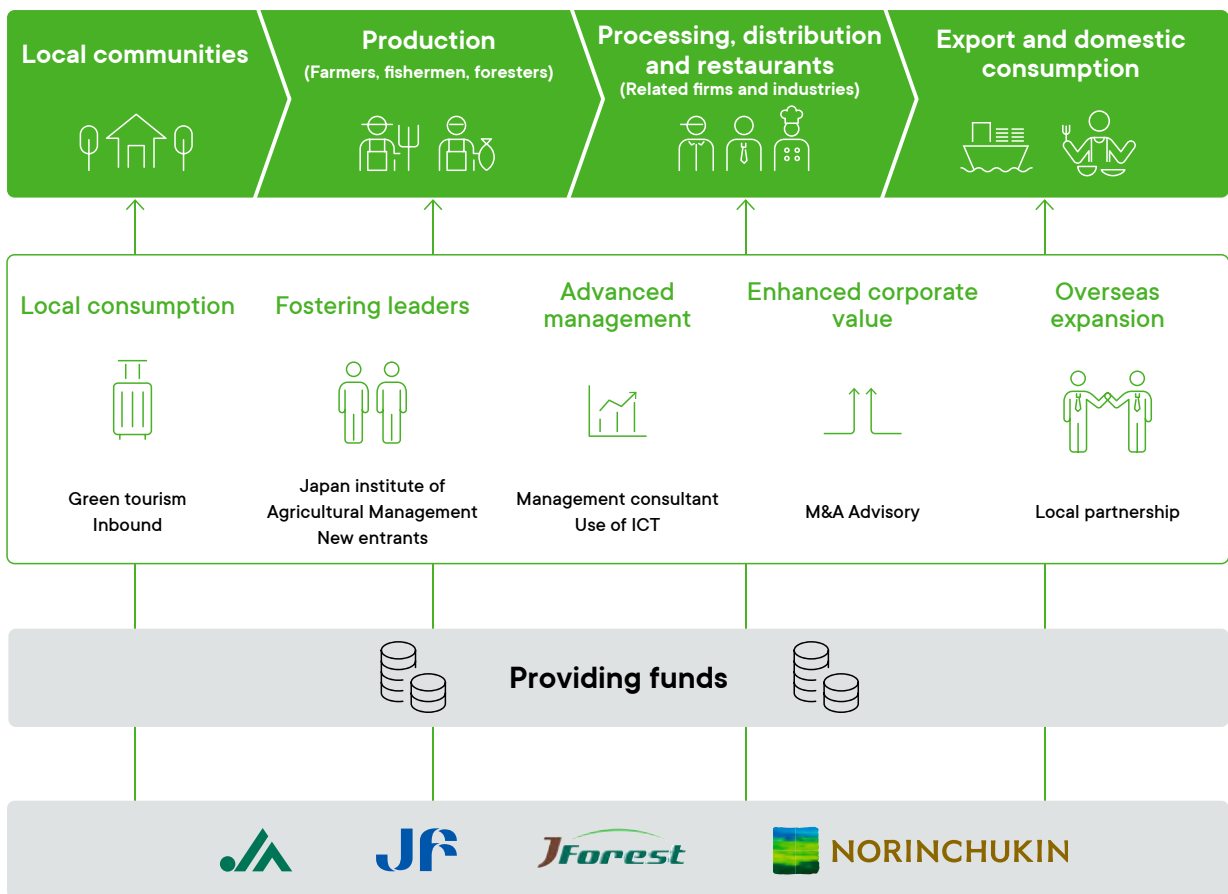 Local communities
Production
(Farmers, fishermen, foresters)
Processing, distribution
and restaurants
(Related firms and industries)
Export and domestic
consumption
Local consumption
Fostering leaders
Advanced
management
Enhanced corporate
value
Overseas
expansion
Green tourism
Inbound
Japan institute of
Agricultural Management
New entrants
Management consultant
Use of ICT
M&A Advisory
Local partnership
Providing funds
JA
JF
JForest
NORINCHUKIN